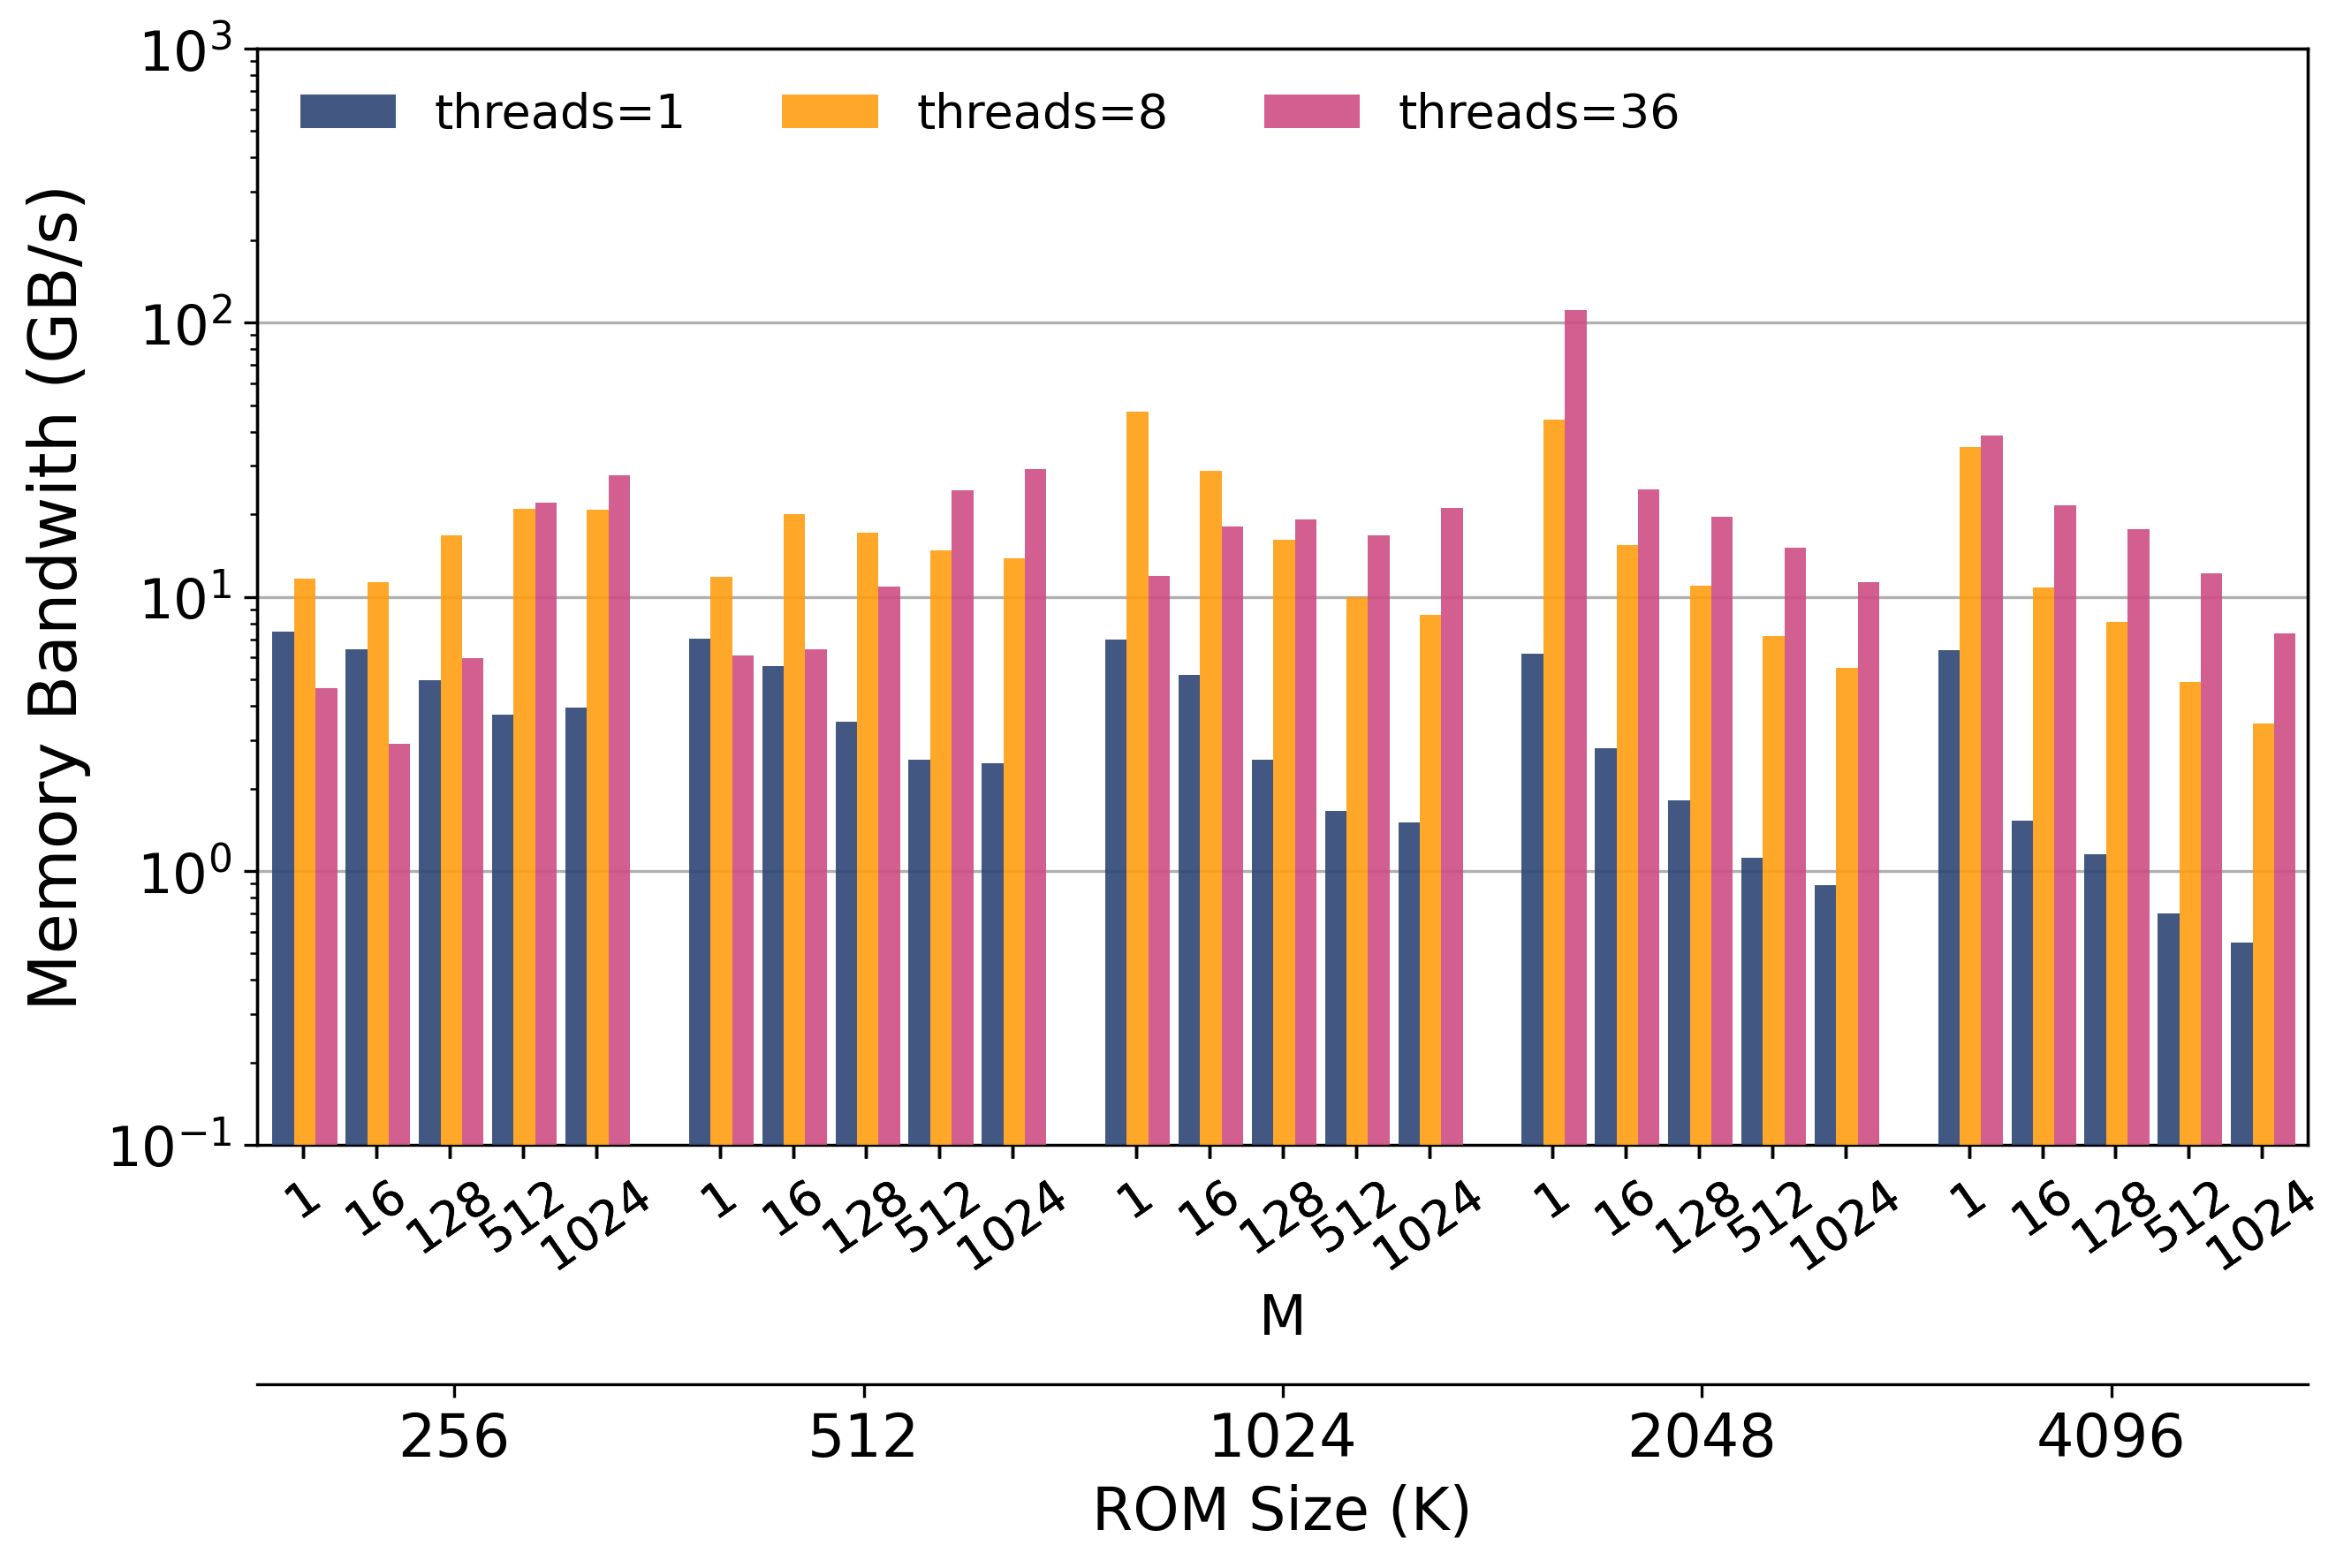 Memory Bandwith (GB/s)
10³
10²
10¹
10⁰
10⁻¹
threads=1 threads=8 threads=36
1 16 128 512 1024 1 16 128 512 1024 1 16 128 512 1024 1 16 128 512 1024 1 16 128 512 1024
M
256 512 1024 2048 4096
ROM Size (K)